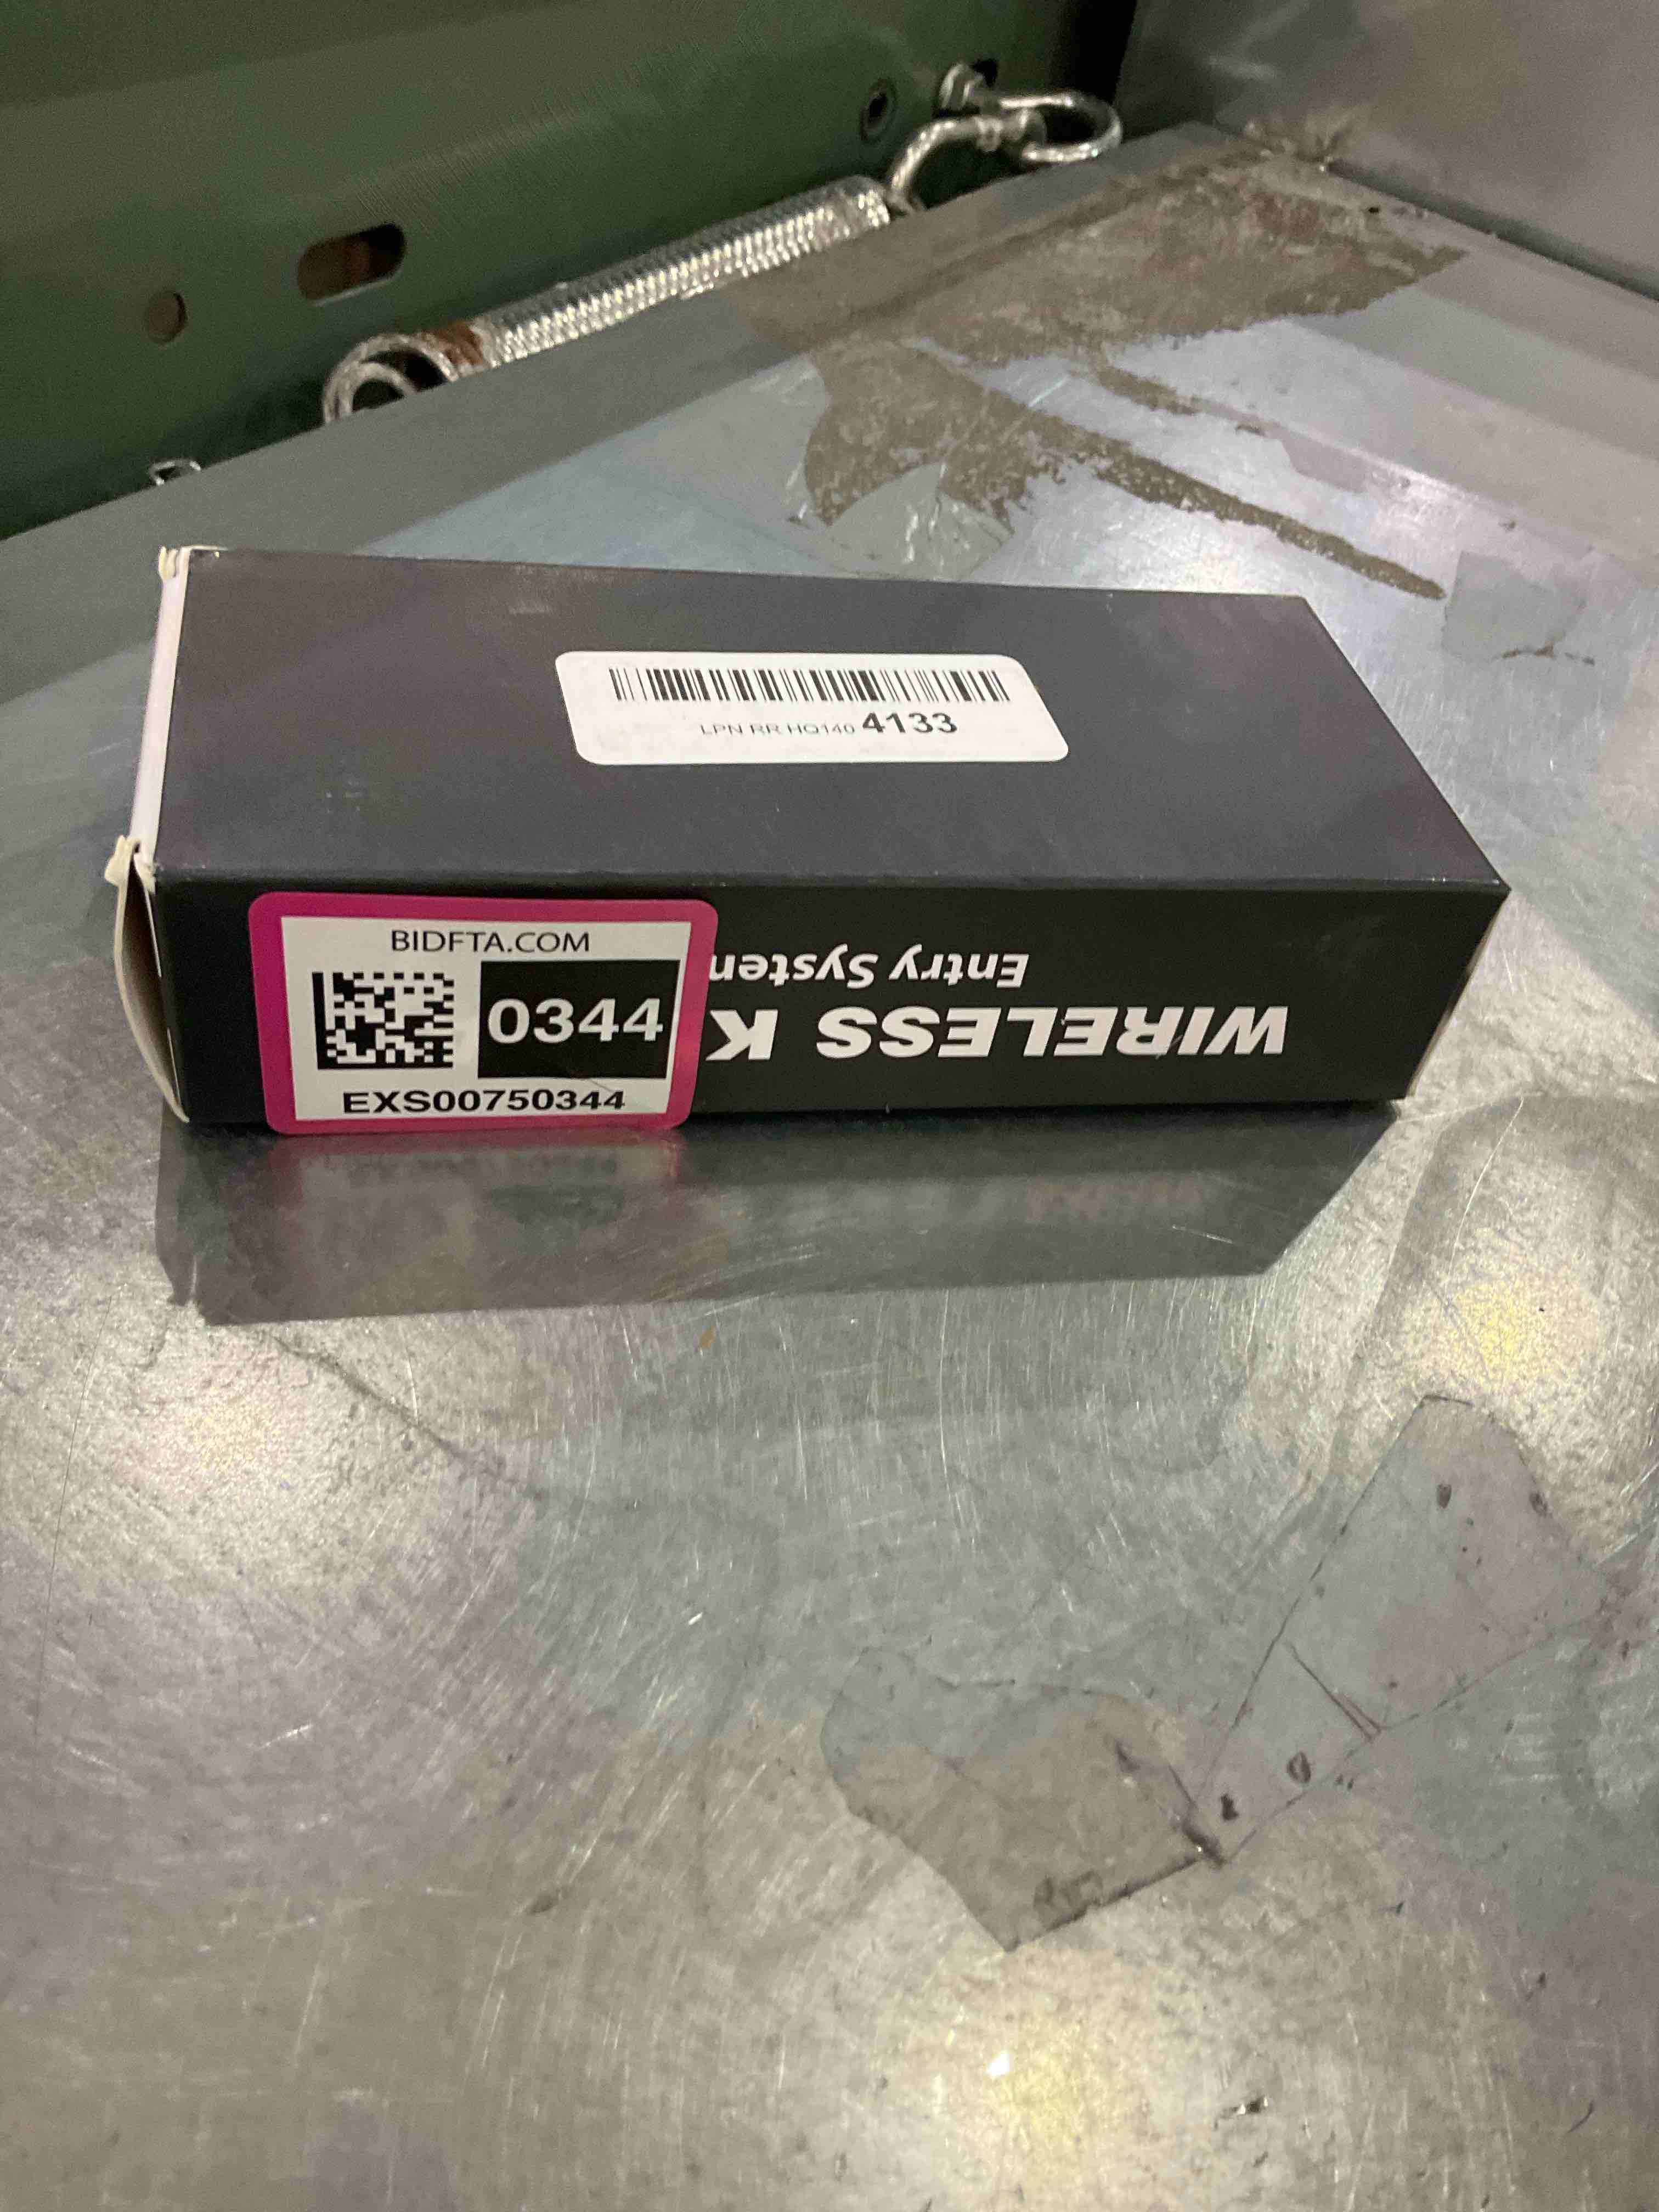 LPN RR HQ140 4133
BIDFTA.COM
0344
EXS00750344
WIRELESS K
Entry System